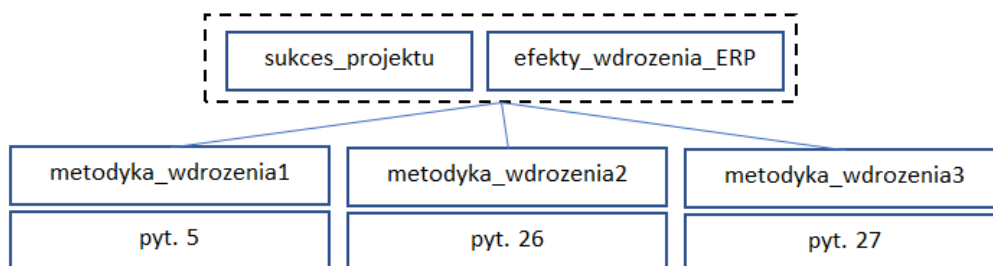 sukces_projektu efekty_wdrozenia_ERP
metodyka_wdrozenia1 metodyka_wdrozenia2 metodyka_wdrozenia3
pyt. 5 pyt. 26 pyt. 27